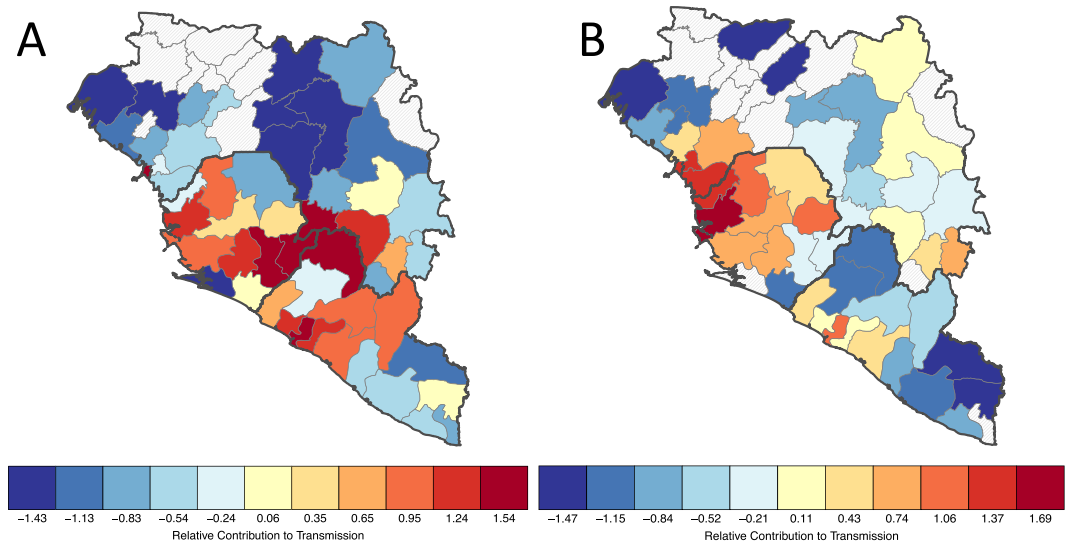 A
B
−1.43 −1.13 −0.83 −0.54 −0.24 0.06 0.35 0.65 0.95 1.24 1.54
Relative Contribution to Transmission
−1.47 −1.15 −0.84 −0.52 −0.21 0.11 0.43 0.74 1.06 1.37 1.69
Relative Contribution to Transmission